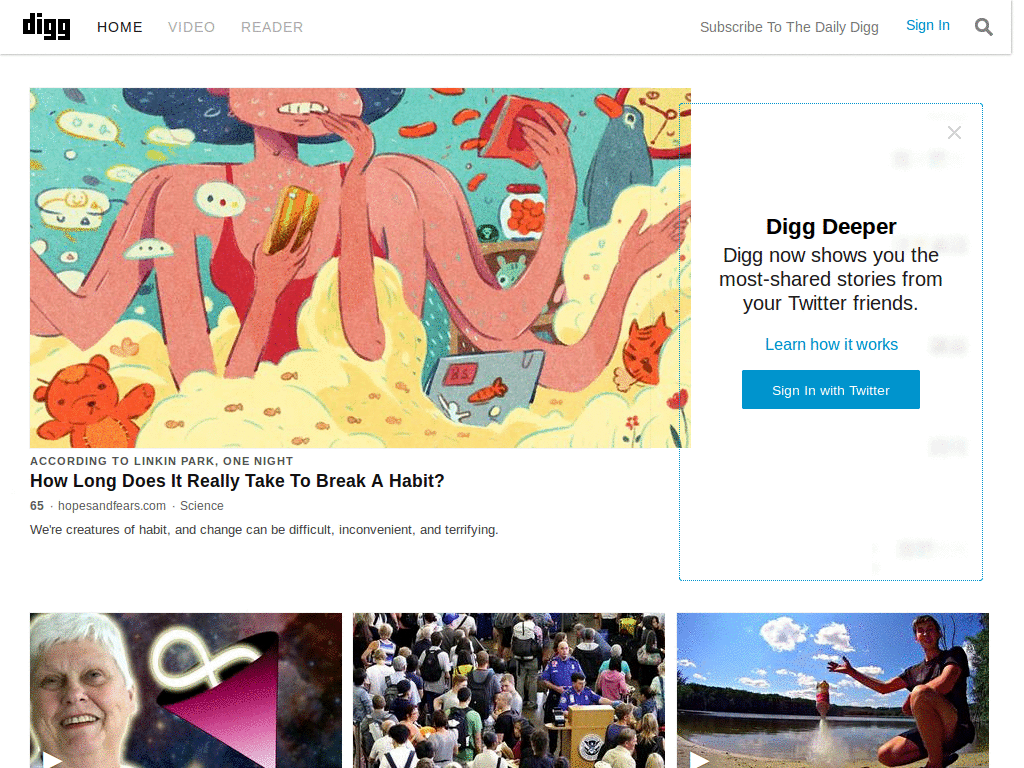 digg HOME VIDEO READER Subscribe To The Daily Digg Sign In
Digg Deeper
Digg now shows you the
most-shared stories from
your Twitter friends.
Learn how it works
Sign In with Twitter
ACCORDING TO LINKIN PARK, ONE NIGHT
How Long Does It Really Take To Break A Habit?
65 · hopesandfears.com · Science
We're creatures of habit, and change can be difficult, inconvenient, and terrifying.